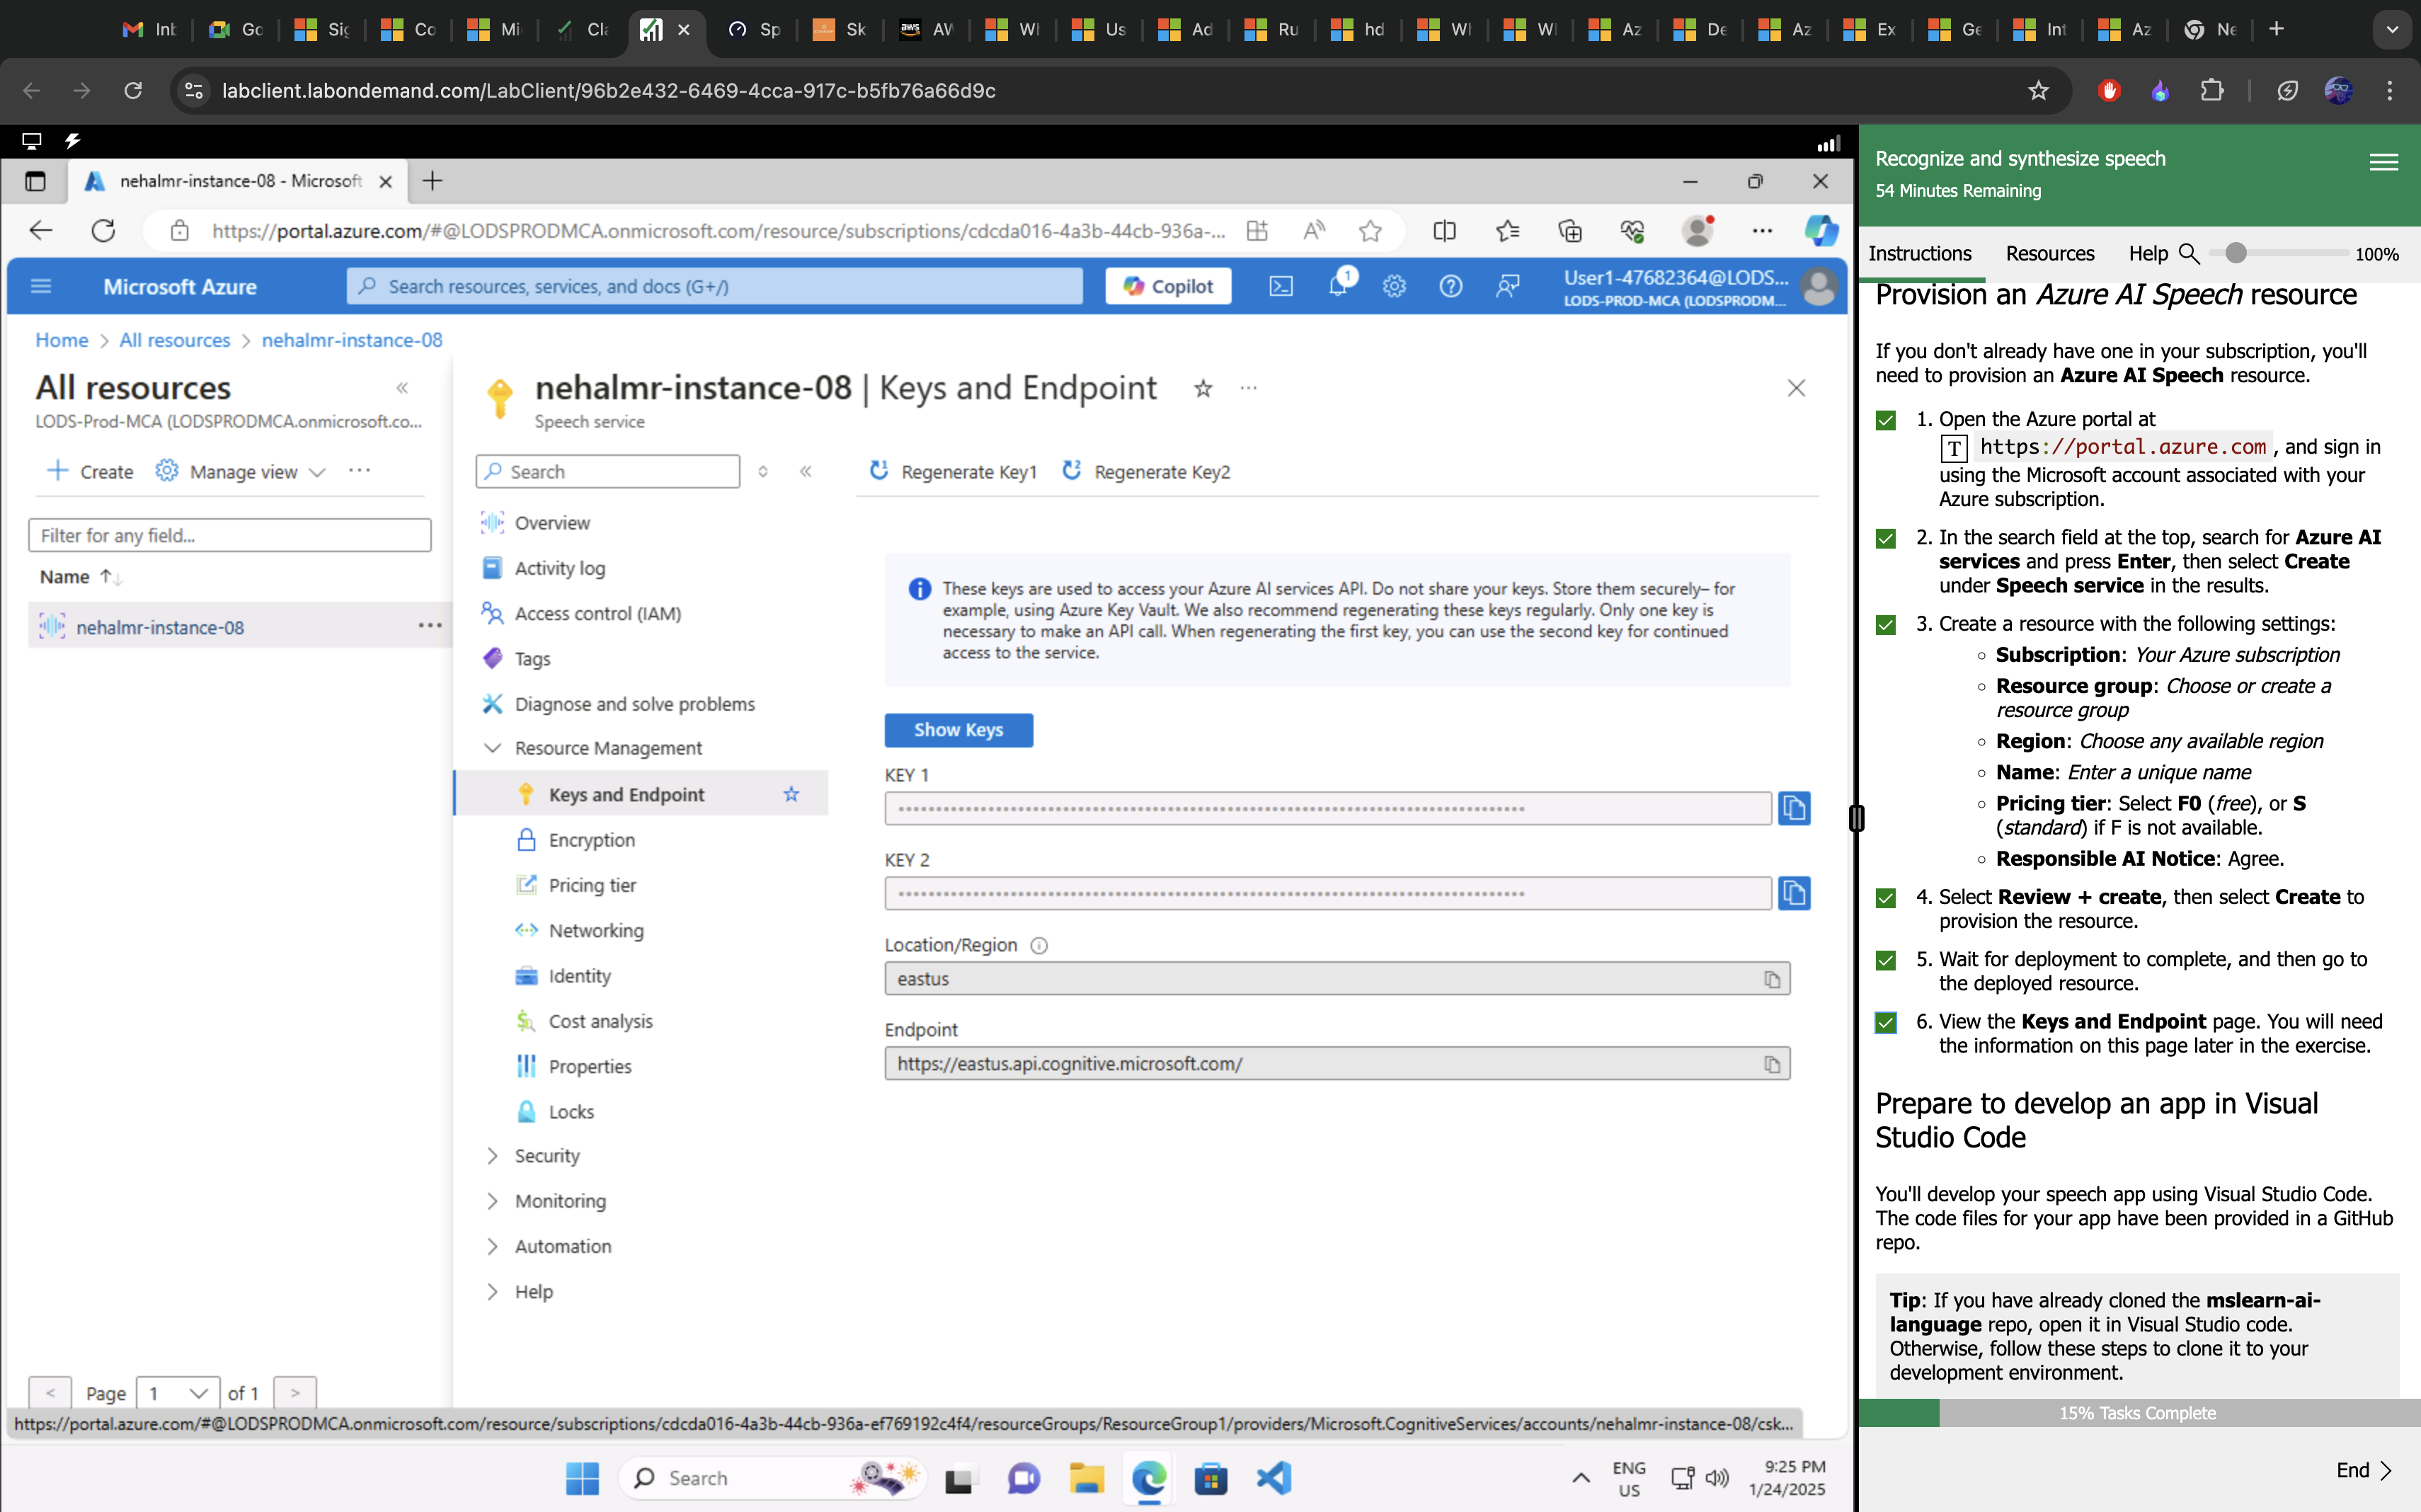 Inb
Go
Sig
Co
Mi
Cla
Sp
Sk
aws
AW
Wh
Us
Ad
Ru
hd
Wh
Wh
Az
De
Az
Ex
Ge
Int
Az
Ne
labclient.labondemand.com/LabClient/96b2e432-6469-4cca-917c-b5fb76a66d9c
nehalmr-instance-08 - Microsoft
https://portal.azure.com/#@LODSPRODMCA.onmicrosoft.com/resource/subscriptions/cdcda016-4a3b-44cb-936a-...
Microsoft Azure
Search resources, services, and docs (G+/)
Copilot
1
User1-47682364@LODS...
LODS-PROD-MCA (LODSPRODM...
Home > All resources > nehalmr-instance-08
All resources
LODS-Prod-MCA (LODSPRODMCA.onmicrosoft.co...
Create
Manage view
Filter for any field...
Name
nehalmr-instance-08
Page 1 of 1
nehalmr-instance-08 | Keys and Endpoint
Speech service
Search
Overview
Activity log
Access control (IAM)
Tags
Diagnose and solve problems
Resource Management
Keys and Endpoint
Encryption
Pricing tier
Networking
Identity
Cost analysis
Properties
Locks
Security
Monitoring
Automation
Help
Regenerate Key1
Regenerate Key2
These keys are used to access your Azure AI services API. Do not share your keys. Store them securely– for
example, using Azure Key Vault. We also recommend regenerating these keys regularly. Only one key is
necessary to make an API call. When regenerating the first key, you can use the second key for continued
access to the service.
Show Keys
KEY 1
KEY 2
Location/Region
eastus
Endpoint
https://eastus.api.cognitive.microsoft.com/
https://portal.azure.com/#@LODSPRODMCA.onmicrosoft.com/resource/subscriptions/cdcda016-4a3b-44cb-936a-ef769192c4f4/resourceGroups/ResourceGroup1/providers/Microsoft.CognitiveServices/accounts/nehalmr-instance-08/csk...
Search
ENG
US
9:25 PM
1/24/2025
Recognize and synthesize speech
54 Minutes Remaining
Instructions
Resources
Help
100%
Provision an Azure AI Speech resource
If you don't already have one in your subscription, you'll
need to provision an Azure AI Speech resource.
1. Open the Azure portal at
T https://portal.azure.com , and sign in
using the Microsoft account associated with your
Azure subscription.
2. In the search field at the top, search for Azure AI
services and press Enter, then select Create
under Speech service in the results.
3. Create a resource with the following settings:
Subscription: Your Azure subscription
Resource group: Choose or create a
resource group
Region: Choose any available region
Name: Enter a unique name
Pricing tier: Select F0 (free), or S
(standard) if F is not available.
Responsible AI Notice: Agree.
4. Select Review + create, then select Create to
provision the resource.
5. Wait for deployment to complete, and then go to
the deployed resource.
6. View the Keys and Endpoint page. You will need
the information on this page later in the exercise.
Prepare to develop an app in Visual
Studio Code
You'll develop your speech app using Visual Studio Code.
The code files for your app have been provided in a GitHub
repo.
Tip: If you have already cloned the mslearn-ai-
language repo, open it in Visual Studio code.
Otherwise, follow these steps to clone it to your
development environment.
15% Tasks Complete
End